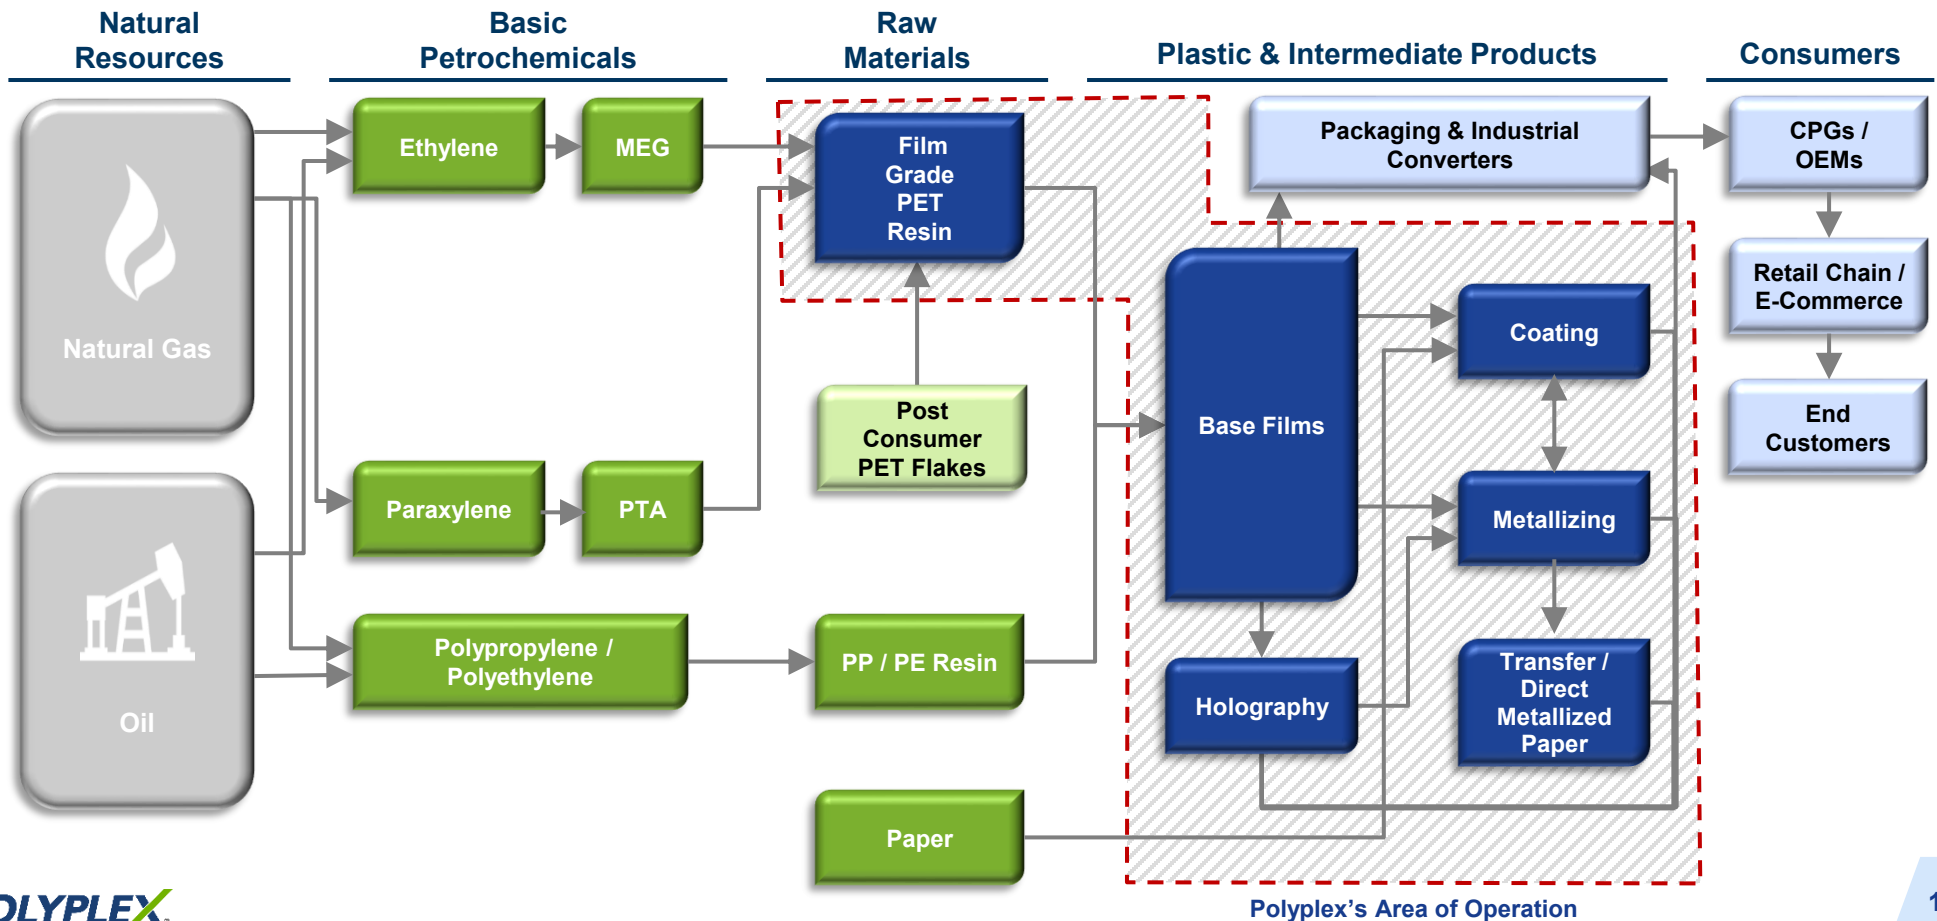 Natural
Resources
Basic
Petrochemicals
Raw
Materials
Plastic & Intermediate Products
Consumers
Natural Gas
Oil
Ethylene
MEG
Paraxylene
PTA
Polypropylene /
Polyethylene
Film
Grade
PET
Resin
Post
Consumer
PET Flakes
PP / PE Resin
Paper
Packaging & Industrial
Converters
Base Films
Coating
Metallizing
Holography
Transfer /
Direct
Metallized
Paper
CPGs /
OEMs
Retail Chain /
E-Commerce
End
Customers
Polyplex's Area of Operation
OLYPLEX
1